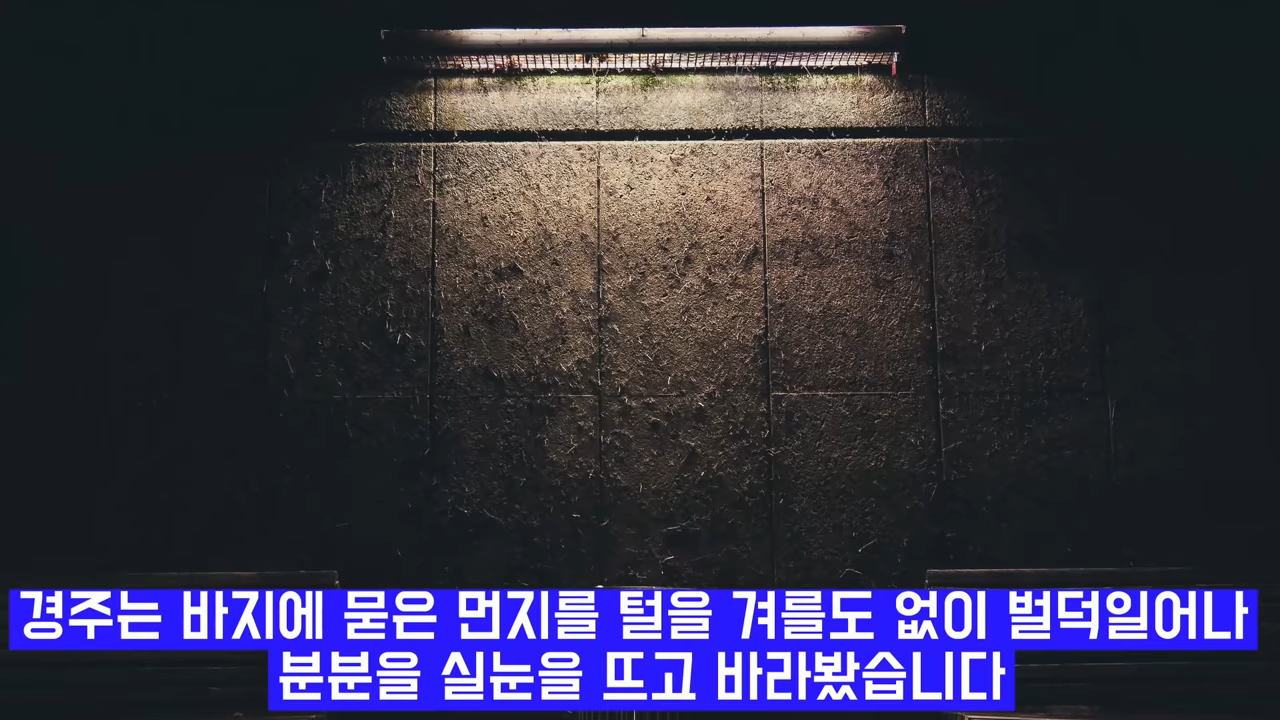 경주는 바지에 묻은 먼지를 털을 겨를도 없이 벌덕일어나
분분을 실눈을 뜨고 바라봤습니다